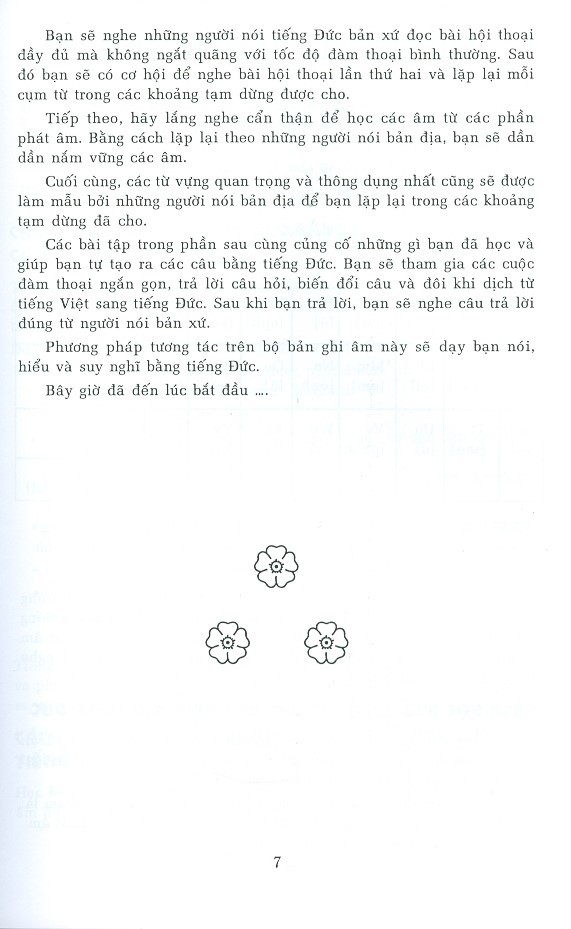 Bạn sẽ nghe những người nói tiếng Đức bản xứ đọc bài hội thoại
đầy đủ mà không ngắt quãng với tốc độ đàm thoại bình thường. Sau
đó bạn sẽ có cơ hội để nghe bài hội thoại lần thứ hai và lặp lại mỗi
cụm từ trong các khoảng tạm dừng được cho.
Tiếp theo, hãy lắng nghe cẩn thận để học các âm từ các phần
phát âm. Bằng cách lặp lại theo những người nói bản địa, bạn sẽ dần
dần nắm vững các âm.
Cuối cùng, các từ vựng quan trọng và thông dụng nhất cũng sẽ được
làm mẫu bởi những người nói bản địa để bạn lặp lại trong các khoảng
tạm dừng đã cho.
Các bài tập trong phần sau cùng củng cố những gì bạn đã học và
giúp bạn tự tạo ra các câu bằng tiếng Đức. Bạn sẽ tham gia các cuộc
đàm thoại ngắn gọn, trả lời câu hỏi, biến đổi câu và đôi khi dịch từ
tiếng Việt sang tiếng Đức. Sau khi bạn trả lời, bạn sẽ nghe câu trả lời
đúng từ người nói bản xứ.
Phương pháp tương tác trên bộ bản ghi âm này sẽ dạy bạn nói,
hiểu và suy nghĩ bằng tiếng Đức.
Bây giờ đã đến lúc bắt đầu ....
7